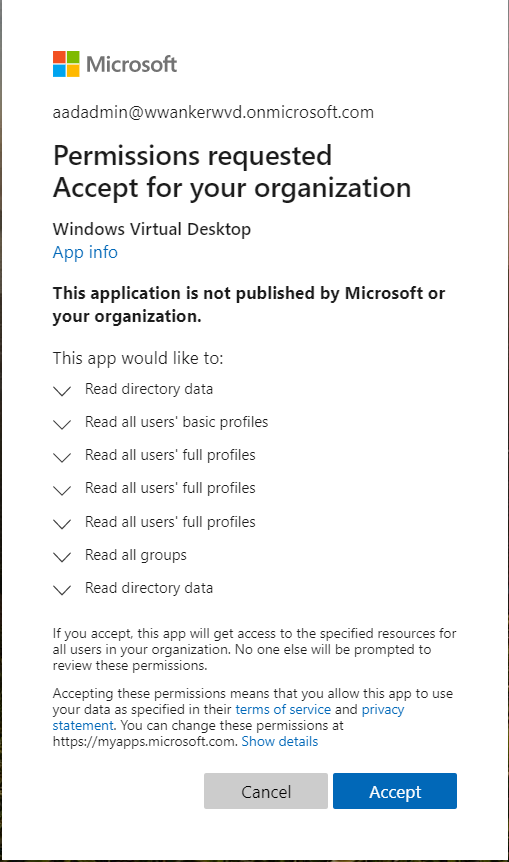 Microsoft
aadadmin@wwankerwvd.onmicrosoft.com
Permissions requested
Accept for your organization
Windows Virtual Desktop
App info
This application is not published by Microsoft or
your organization.
This app would like to:
Read directory data
Read all users' basic profiles
Read all users' full profiles
Read all users' full profiles
Read all users' full profiles
Read all groups
Read directory data
If you accept, this app will get access to the specified resources for
all users in your organization. No one else will be prompted to
review these permissions.
Accepting these permissions means that you allow this app to use
your data as specified in their terms of service and privacy
statement. You can change these permissions at
https://myapps.microsoft.com. Show details
Cancel
Accept